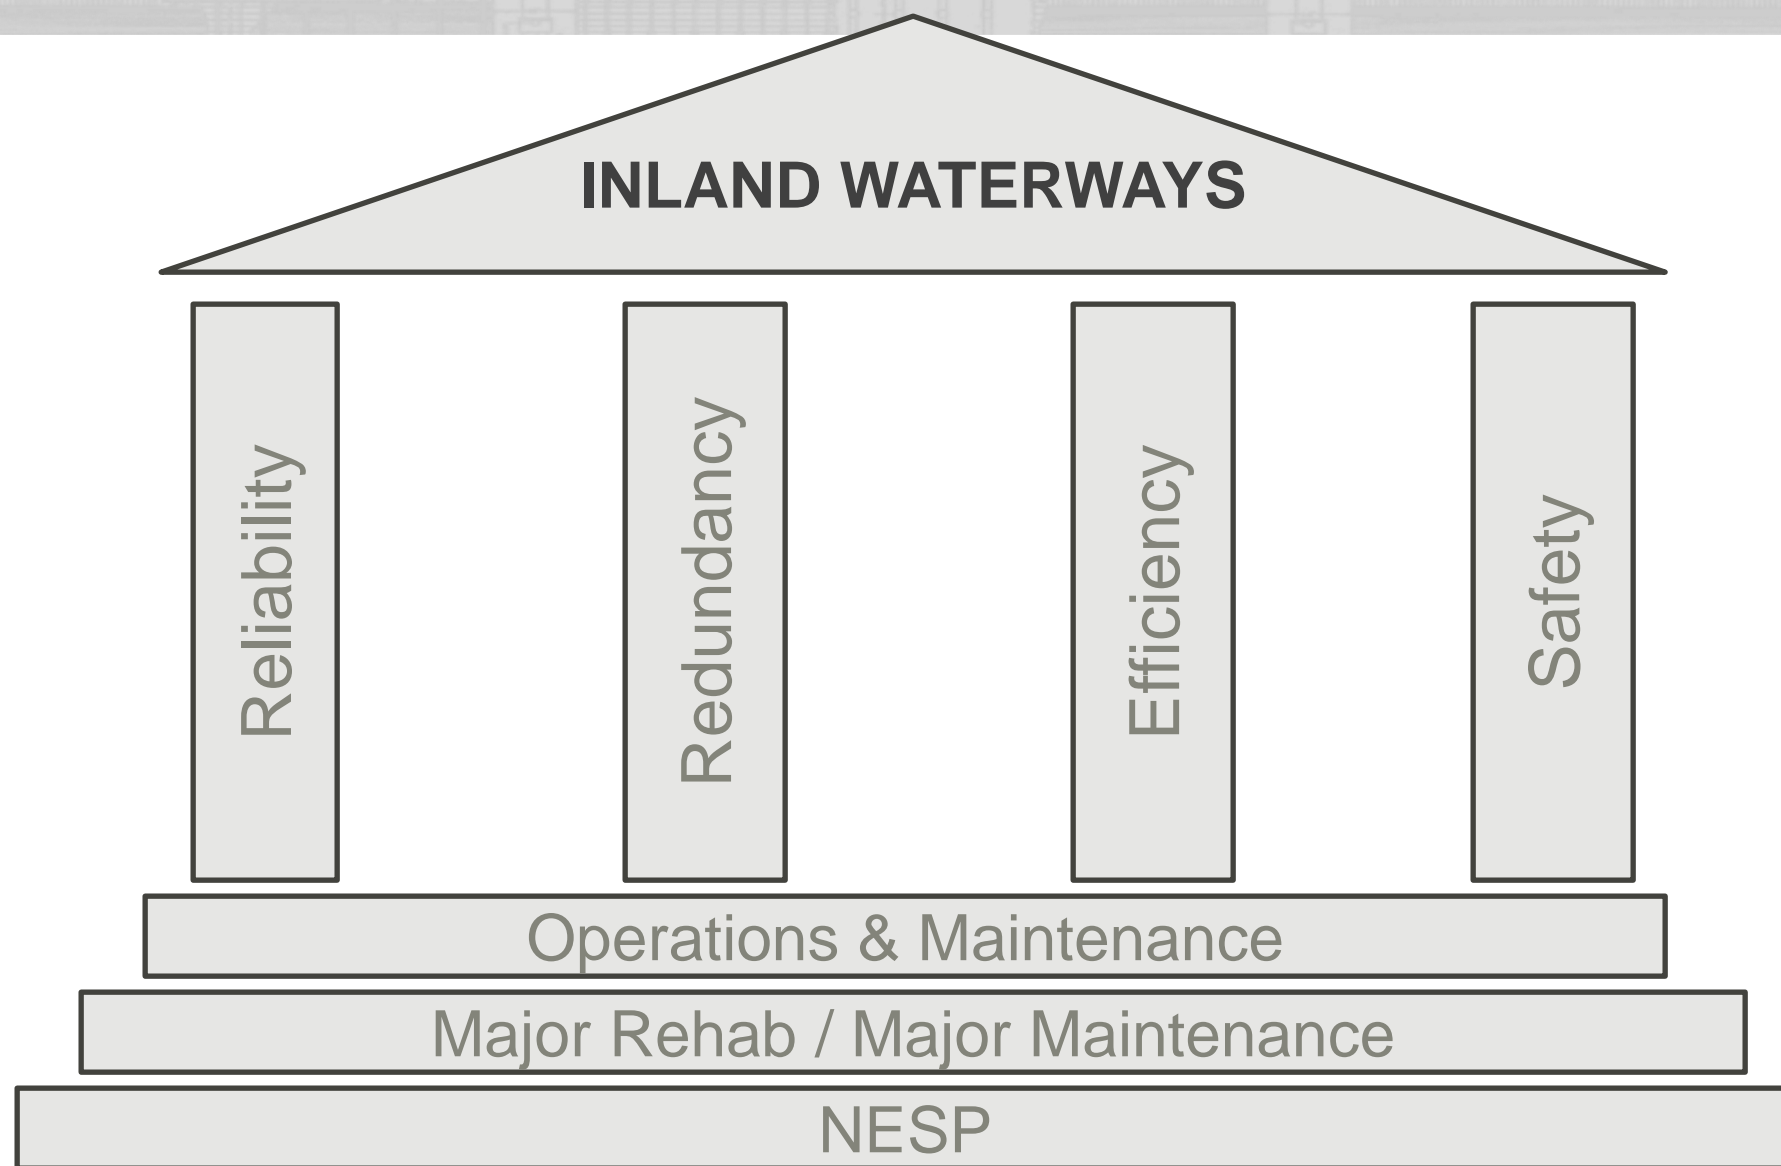 INLAND WATERWAYS
Reliability
Redundancy
Efficiency
Safety
Operations & Maintenance
Major Rehab / Major Maintenance
NESP